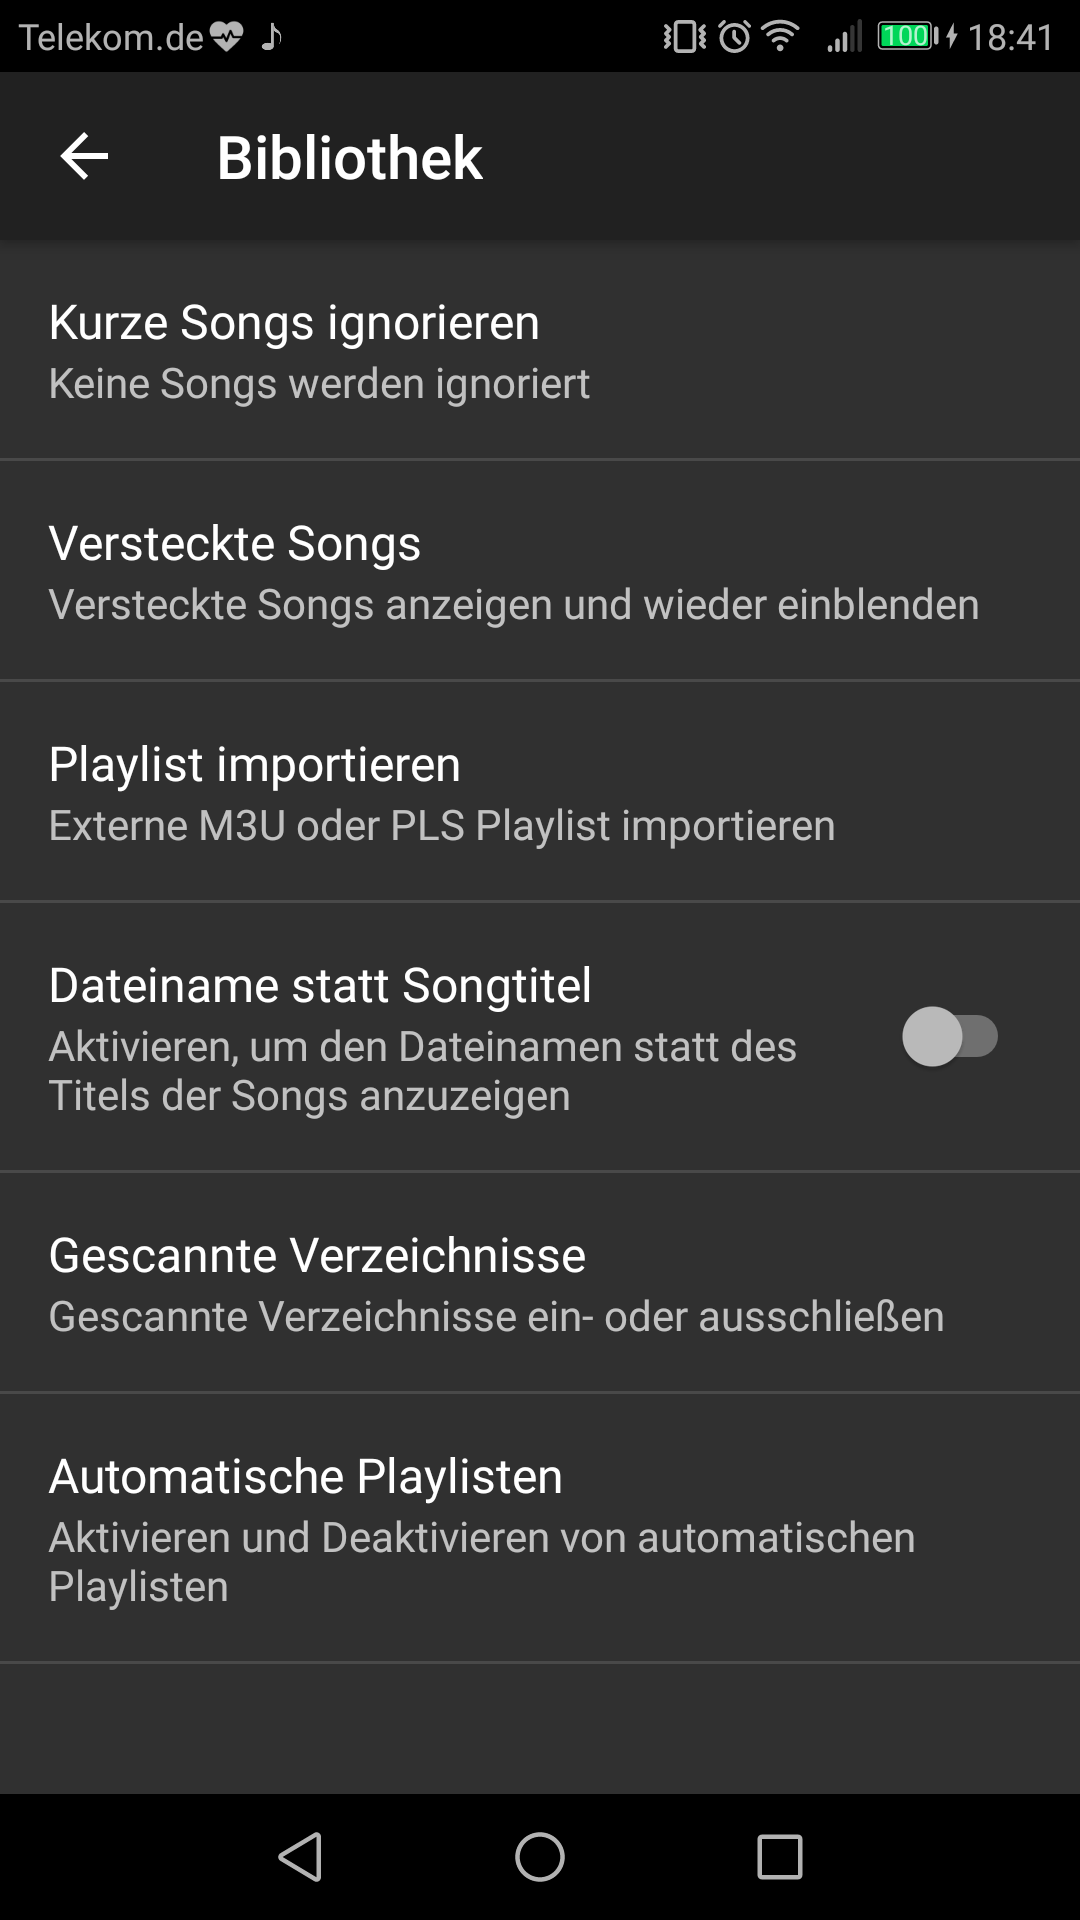 Telekom.de 100 18:41
Bibliothek
Kurze Songs ignorieren
Keine Songs werden ignoriert
Versteckte Songs
Versteckte Songs anzeigen und wieder einblenden
Playlist importieren
Externe M3U oder PLS Playlist importieren
Dateiname statt Songtitel
Aktivieren, um den Dateinamen statt des
Titels der Songs anzuzeigen
Gescannte Verzeichnisse
Gescannte Verzeichnisse ein- oder ausschließen
Automatische Playlisten
Aktivieren und Deaktivieren von automatischen
Playlisten